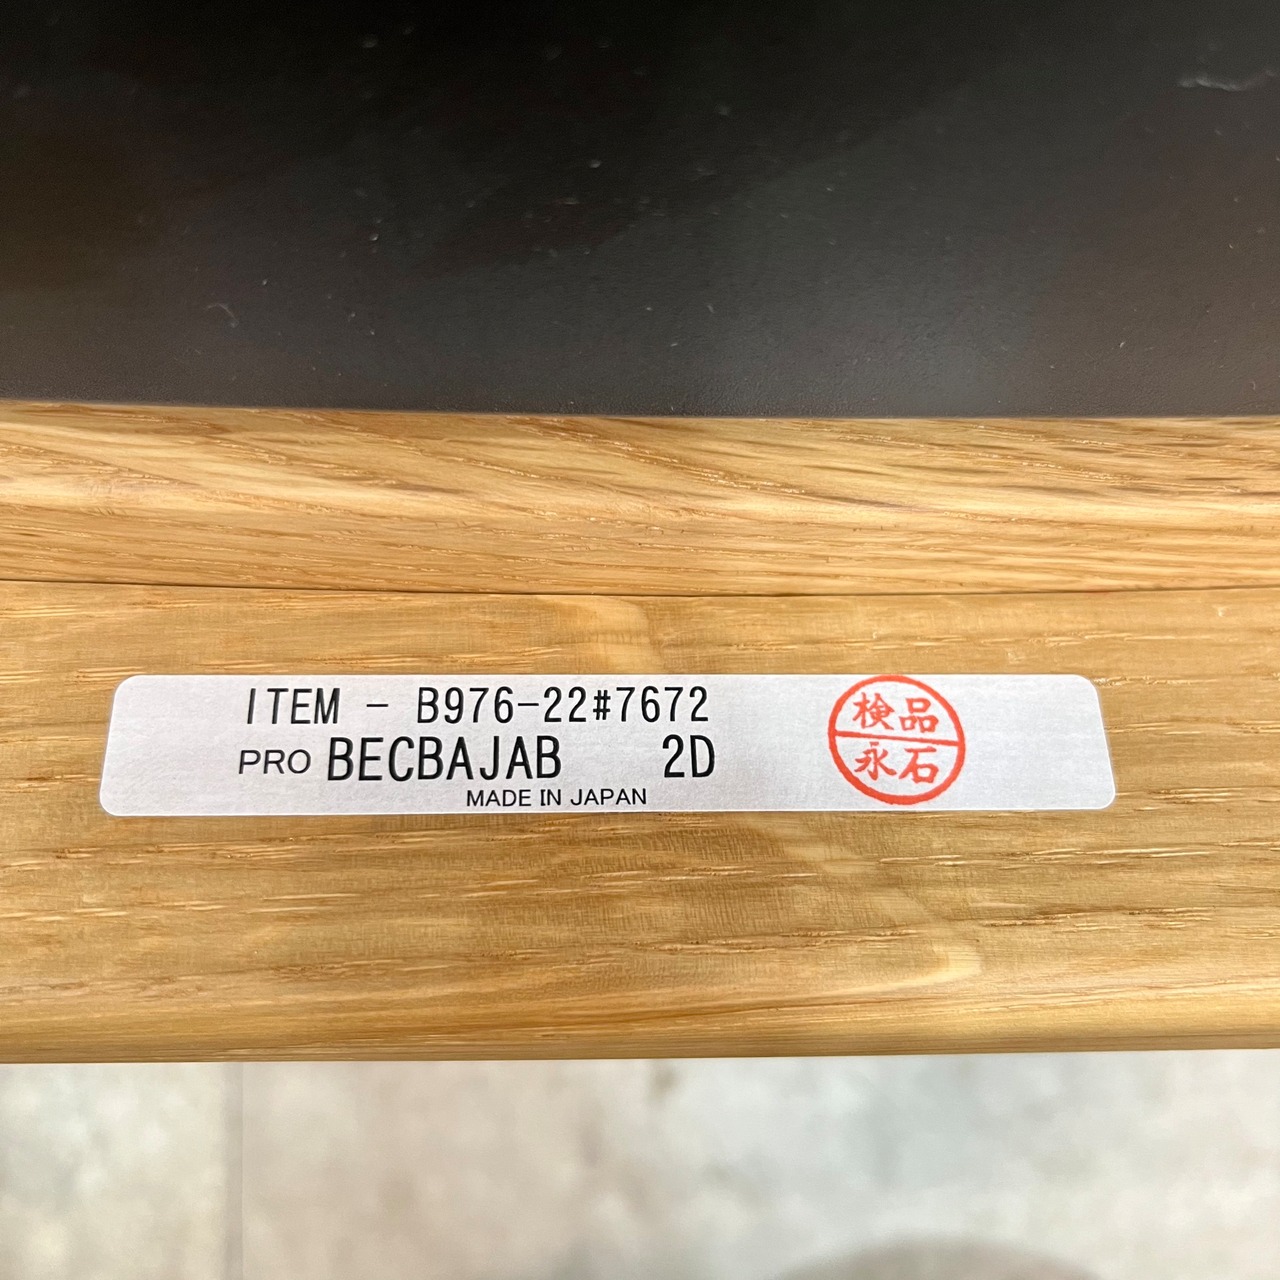 ITEM - B976-22#7672
PRO BECBAJAB 2D
MADE IN JAPAN
検品
永石